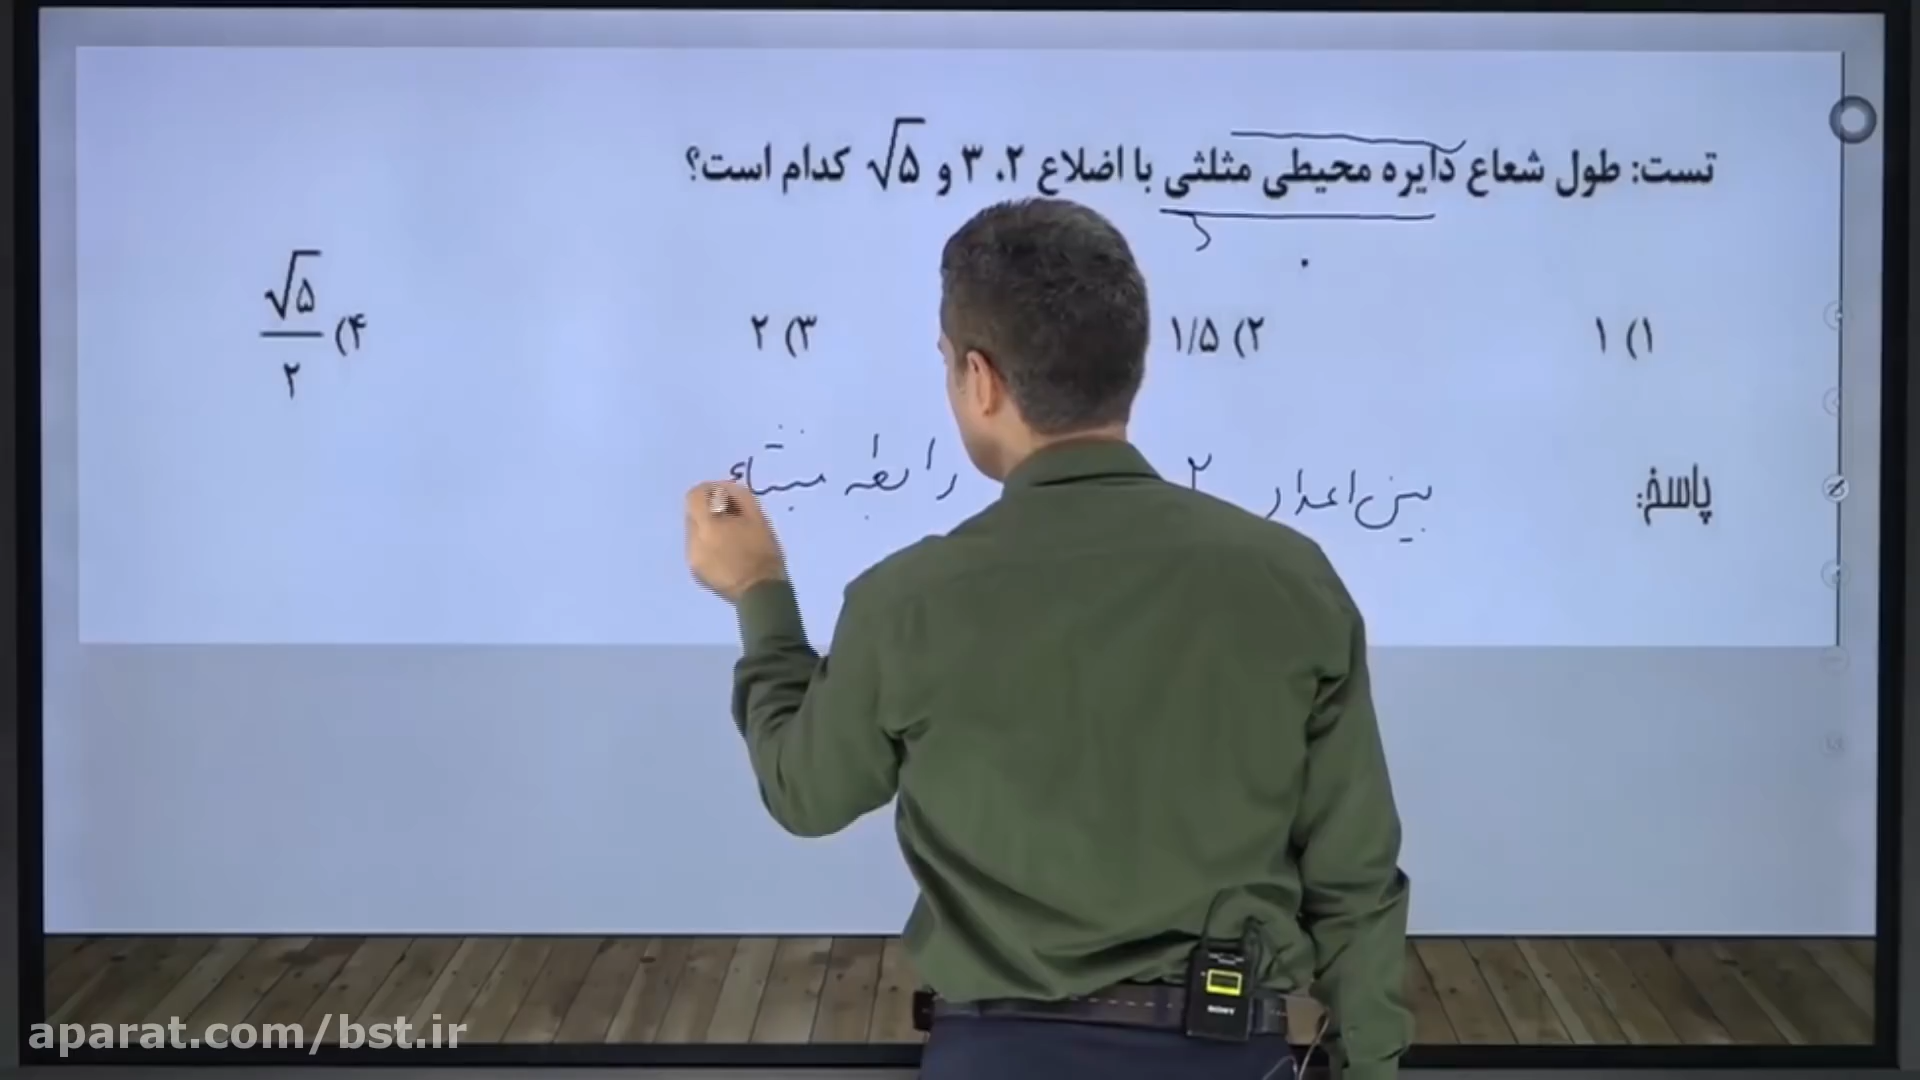 تست: طول شعاع دایره محیطی مثلثی با اضلاع ۲، ۳ و √۵ کدام است؟
۱) ۱ ۲) ۱/۵ ۳) ۲ ۴) √۵/۲
پاسخ: بین اعداد ۲ رابطه
aparat.com/bst.ir